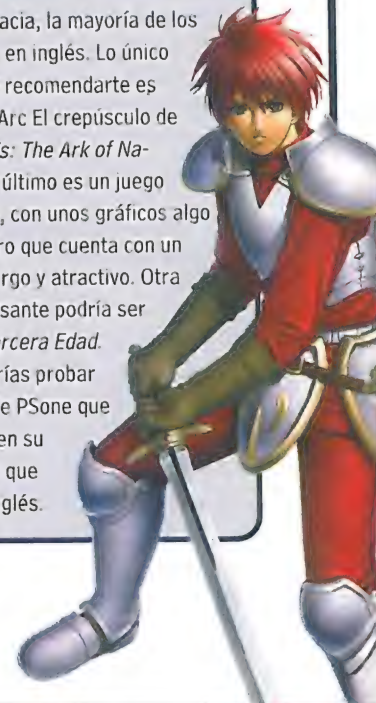 acia, la mayoría de los
en inglés. Lo único
recomendarte es
Arc El crepúsculo de
s: The Ark of Na-
último es un juego
, con unos gráficos algo
ro que cuenta con un
rgo y atractivo. Otra
sante podría ser
ercera Edad.
rías probar
e PSone que
en su
que
glés.